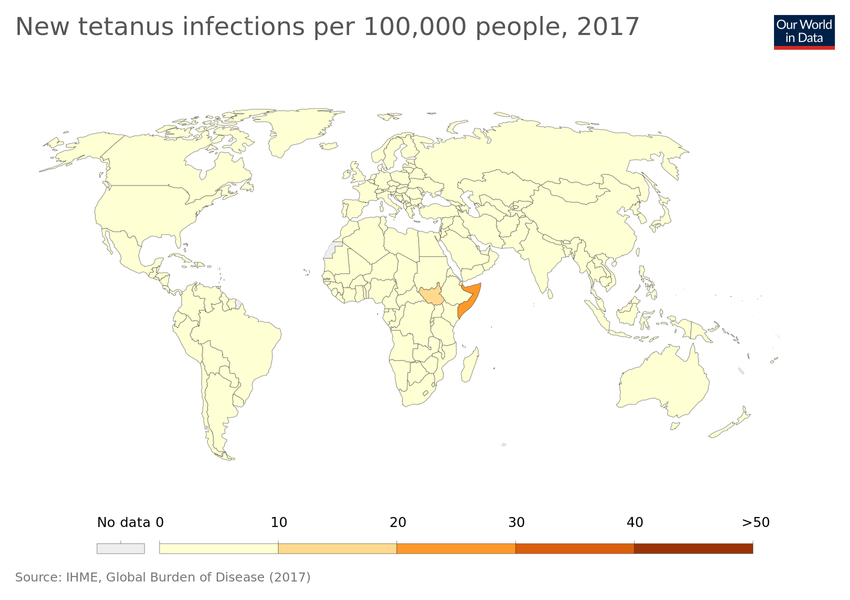 New tetanus infections per 100,000 people, 2017
Our World
in Data
No data 0 10 20 30 40 >50
Source: IHME, Global Burden of Disease (2017)